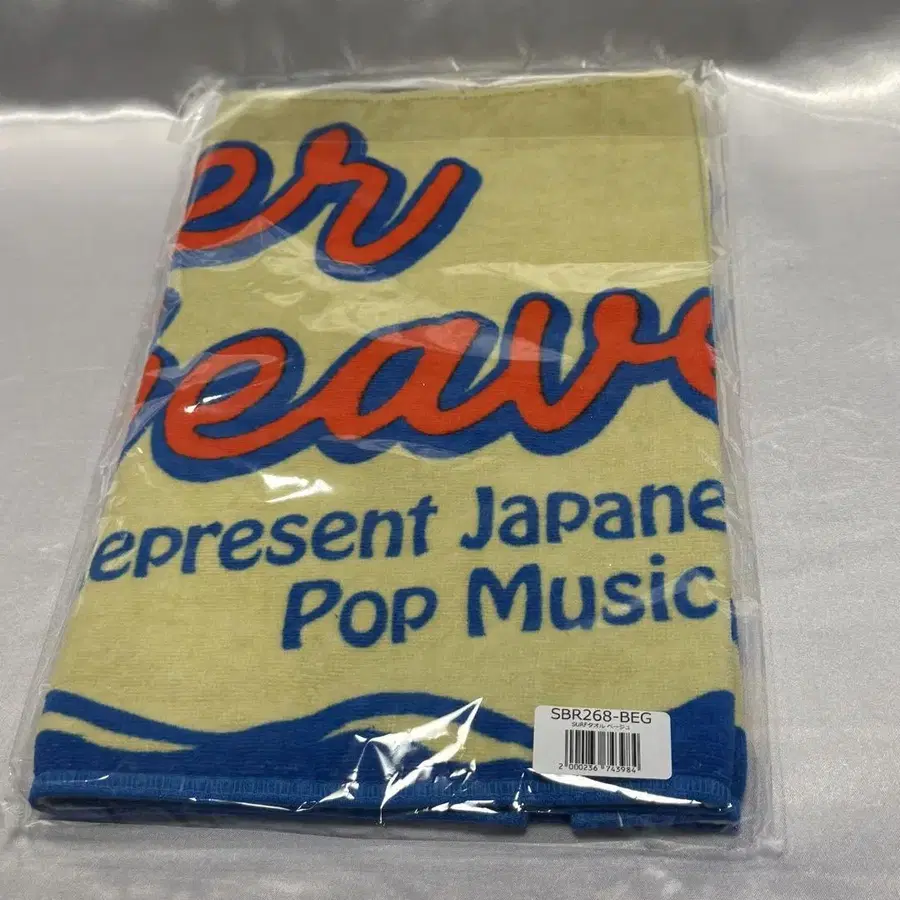 er
eave
epresent Japane
Pop Music
SBR268-BEG
SURFタオル ベージュ
2 000236 743984